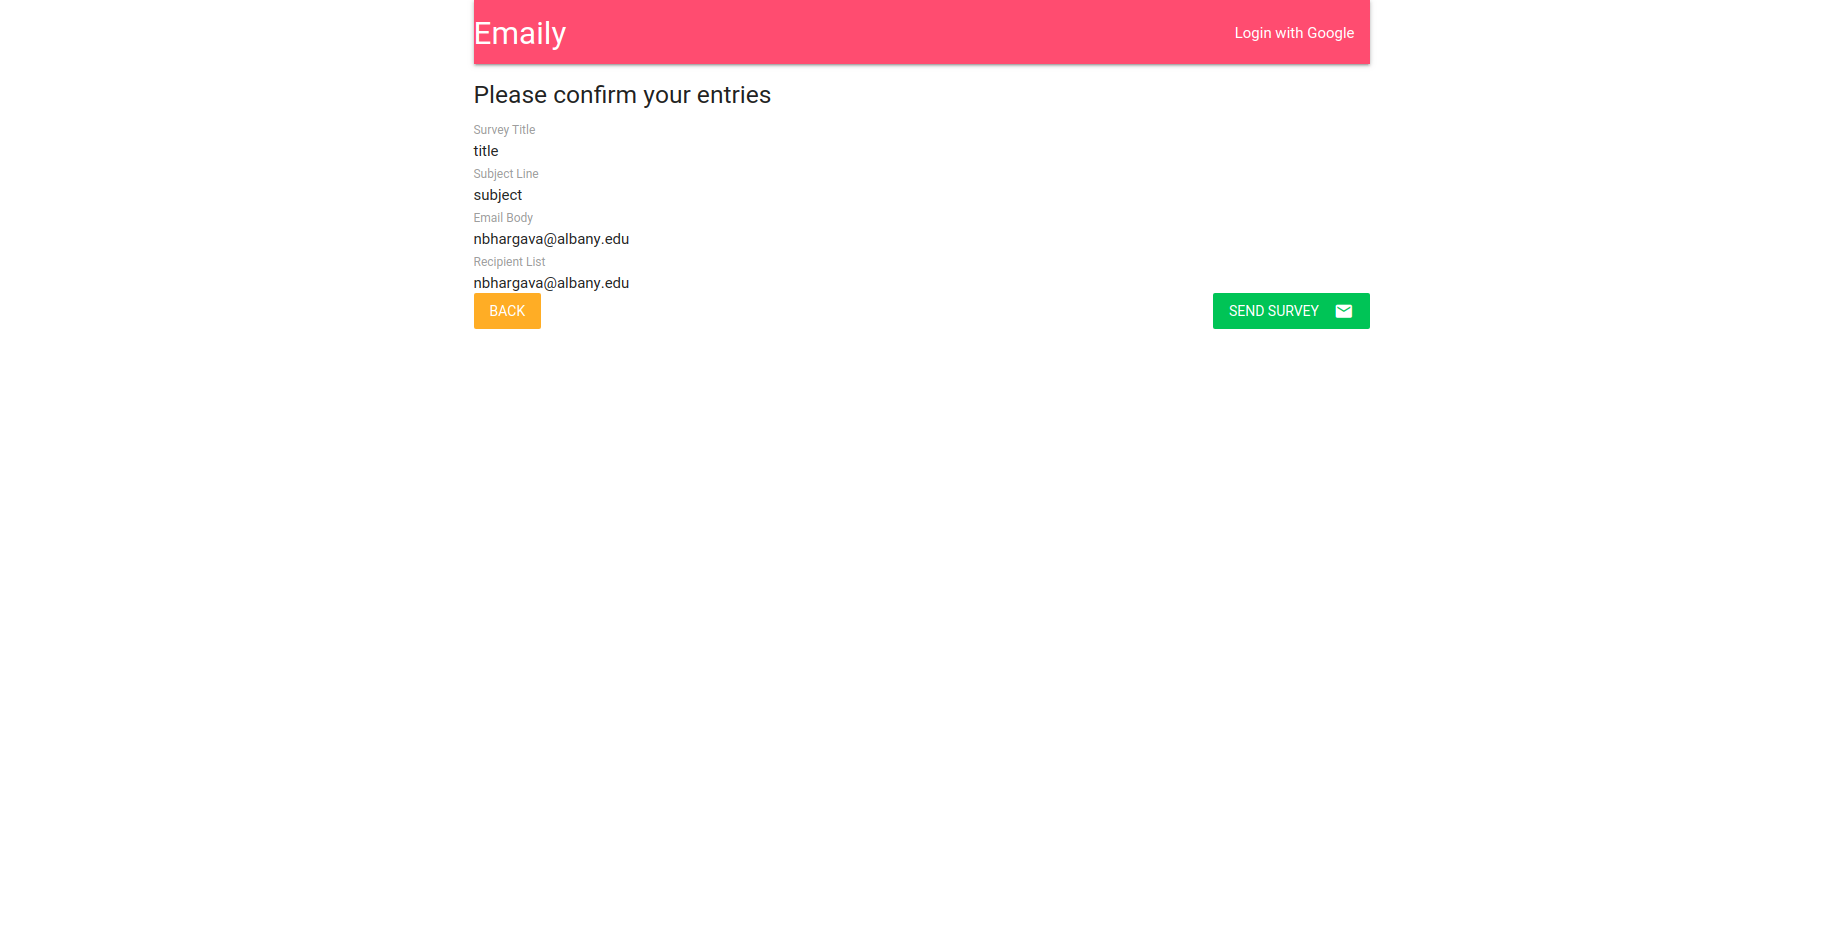 Emaily
Login with Google
Please confirm your entries
Survey Title
title
Subject Line
subject
Email Body
nbhargava@albany.edu
Recipient List
nbhargava@albany.edu
BACK
SEND SURVEY